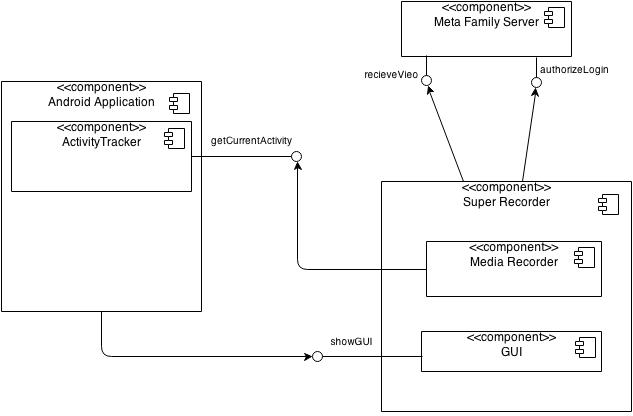 <<component>>
Meta Family Server
recieveVieo
authorizeLogin
<<component>>
Android Application
<<component>>
ActivityTracker
getCurrentActivity
<<component>>
Super Recorder
<<component>>
Media Recorder
showGUI
<<component>>
GUI